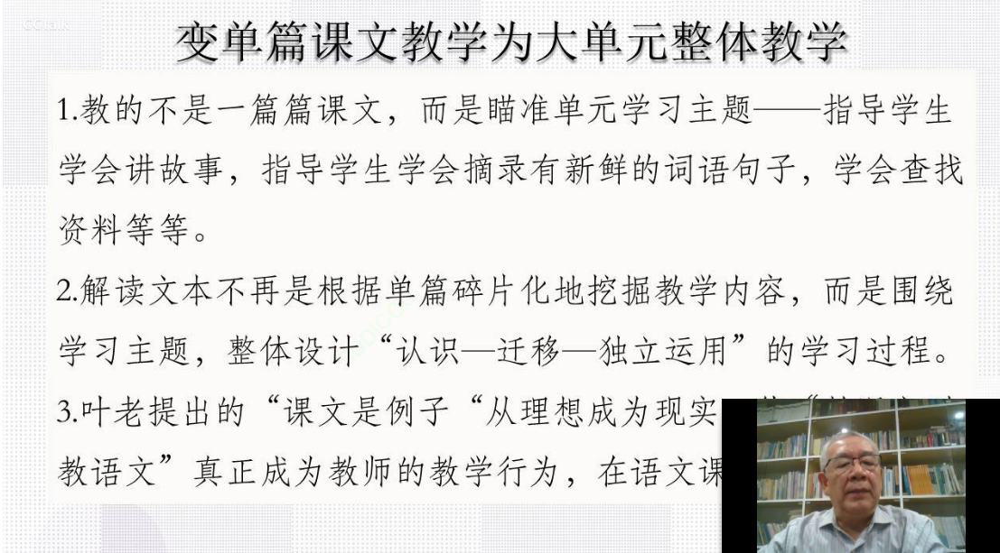 CCtalk
变单篇课文教学为大单元整体教学
1.教的不是一篇篇课文，而是瞄准单元学习主题——指导学生
学会讲故事，指导学生学会摘录有新鲜的词语句子，学会查找
资料等等。
2.解读文本不再是根据单篇碎片化地挖掘教学内容，而是围绕
学习主题，整体设计“认识—迁移—独立运用”的学习过程。
3.叶老提出的“课文是例子“从理想成为现实
教语文”真正成为教师的教学行为，在语文课